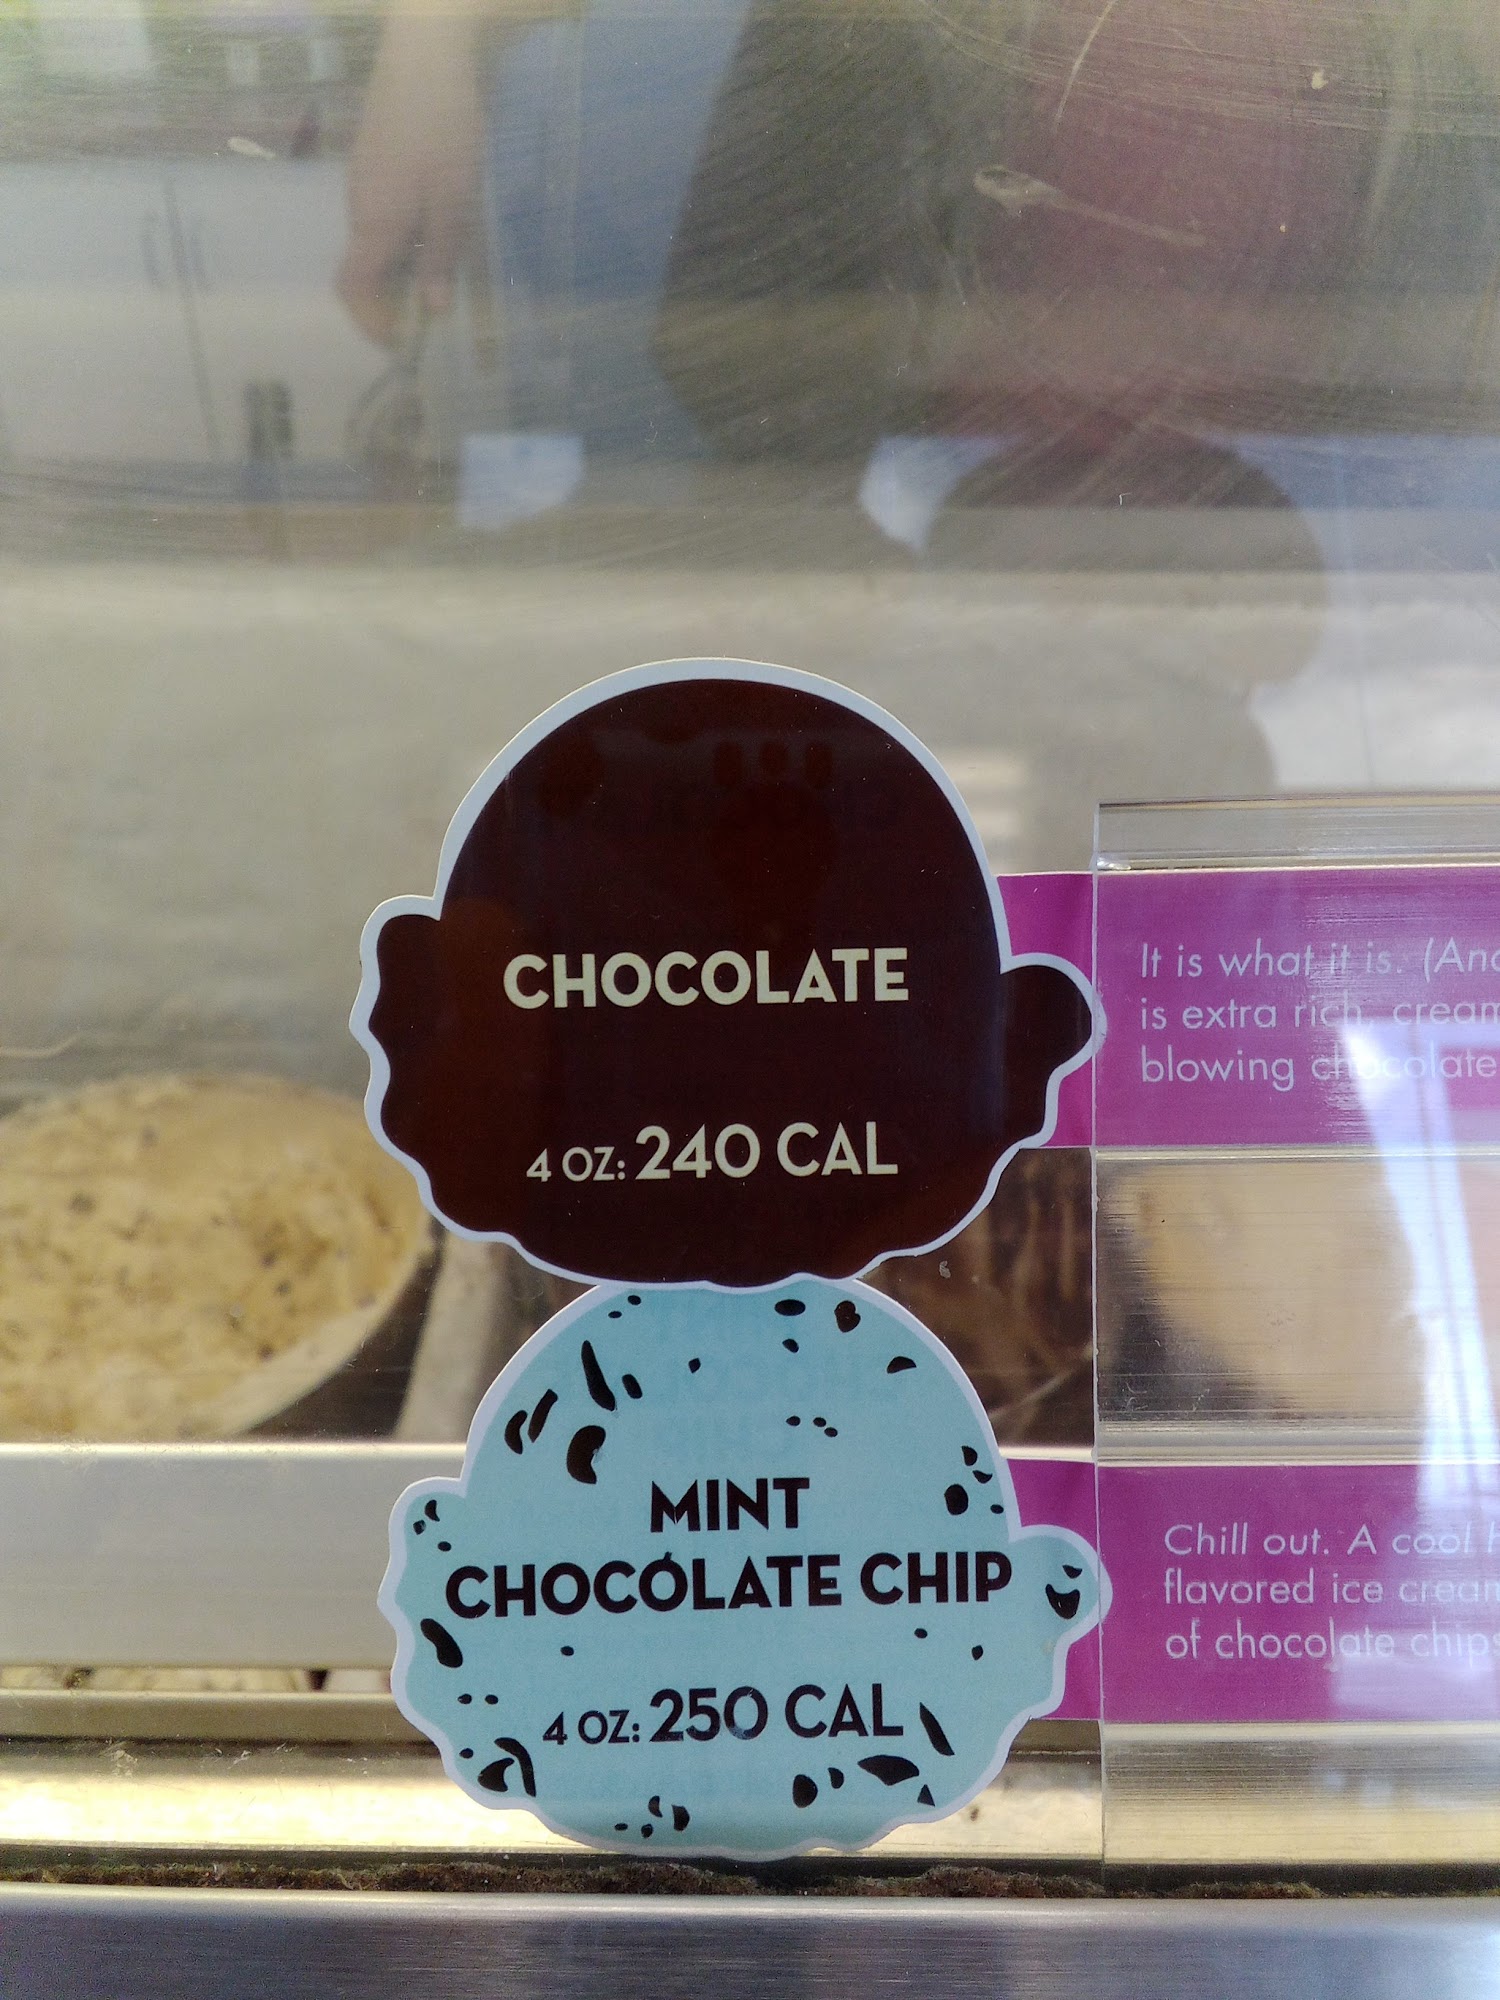 CHOCOLATE
4 OZ: 240 CAL
It is what it is. (And
is extra rich, cream
blowing chocolate
MINT
CHOCOLATE CHIP
4 OZ: 250 CAL
Chill out. A cool
flavored ice cream
of chocolate chips